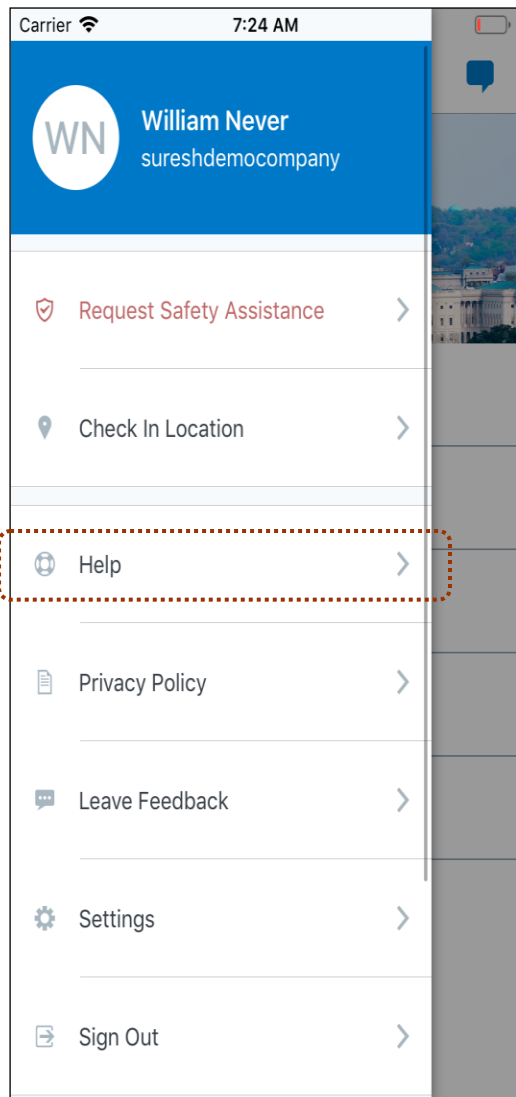 Carrier 7:24 AM
WN
William Never
sureshdemocompany
Request Safety Assistance
Check In Location
Help
Privacy Policy
Leave Feedback
Settings
Sign Out